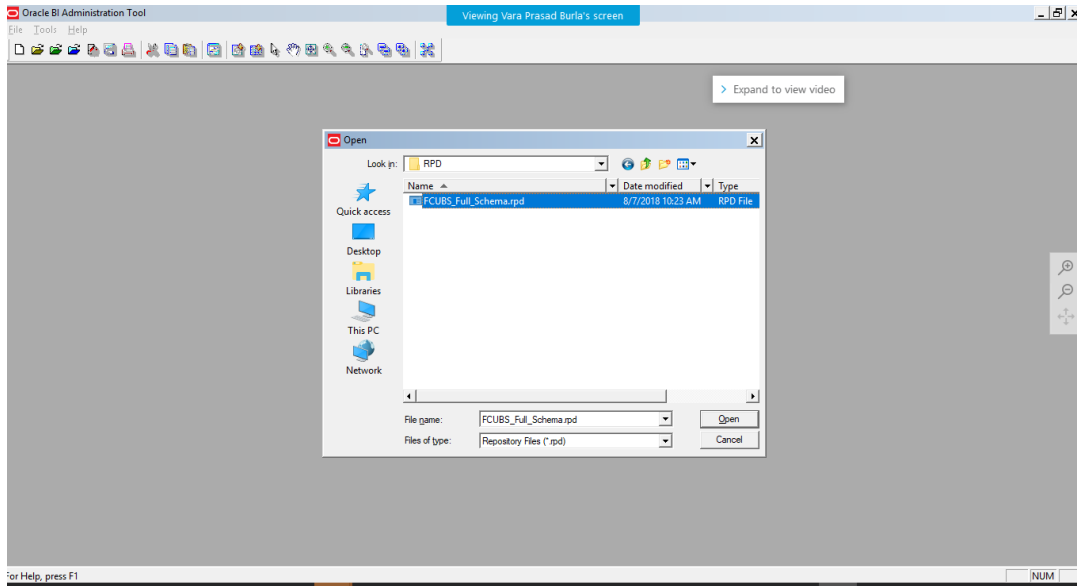 Oracle BI Administration Tool
Viewing Vara Prasad Burla's screen
File Tools Help
> Expand to view video
Open
Look in: RPD
Name Date modified Type
FCUBS_Full_Schema.rpd 8/7/2018 10:23 AM RPD File
Quick access
Desktop
Libraries
This PC
Network
File name: FCUBS_Full_Schema.rpd Open
Files of type: Repository Files (*.rpd) Cancel
For Help, press F1 NUM